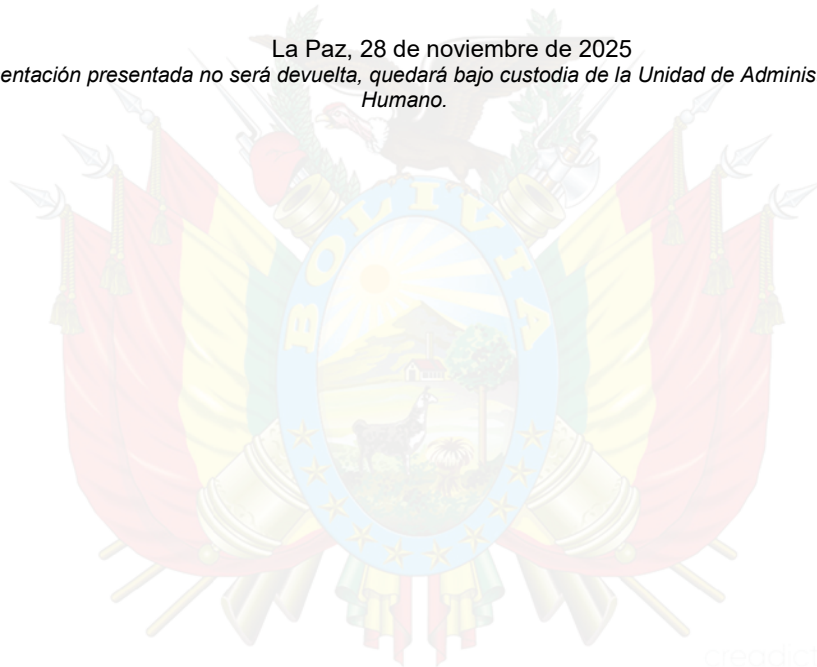 La Paz, 28 de noviembre de 2025
entación presentada no será devuelta, quedará bajo custodia de la Unidad de Adminis
Humano.
BOLIVIA
creadict